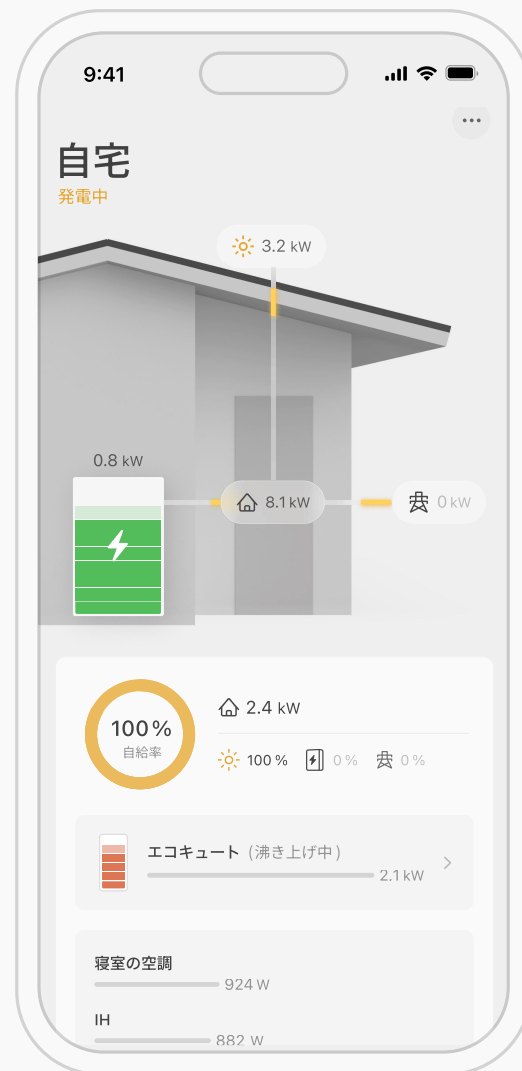 9:41
自宅
発電中
3.2 kW
0.8 kW
8.1 kW
0 kW
100%
自給率
2.4 kW
100%
0%
0%
エコキュート (沸き上げ中)
2.1 kW
寝室の空調
924 W
IH
882 W